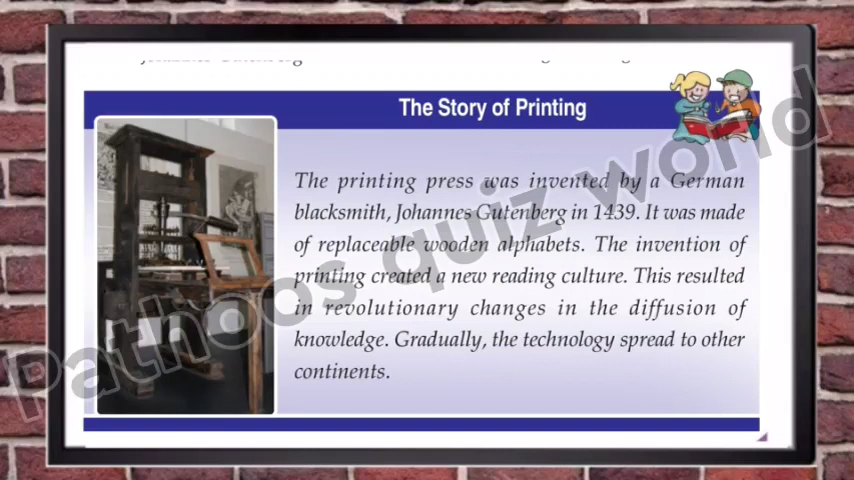 The Story of Printing
The printing press was invented by a German
blacksmith, Johannes Gutenberg in 1439. It was made
of replaceable wooden alphabets. The invention of
printing created a new reading culture. This resulted
in revolutionary changes in the diffusion of
knowledge. Gradually, the technology spread to other
continents.
Pathoos quiz world